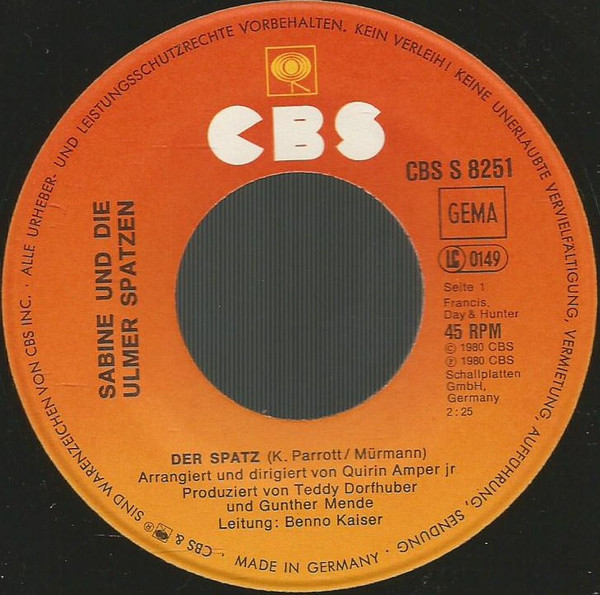 ALLE URHEBER- UND LEISTUNGSSCHUTZRECHTE VORBEHALTEN. KEIN VERLEIH! KEINE UNERLAUBTE VERVIELFÄLTIGUNG, VERMIETUNG, AUFFÜHRUNG, SENDUNG.
CBS
CBS S 8251
GEMA
LC 0149
SABINE UND DIE
ULMER SPATZEN
Seite 1
Francis,
Day & Hunter
45 RPM
© 1980 CBS
℗ 1980 CBS
Schallplatten
GmbH,
Germany
2:25
DER SPATZ (K. Parrott/Mürmann)
Arrangiert und dirigiert von Quirin Amper jr
Produziert von Teddy Dorfhuber
und Gunther Mende
Leitung: Benno Kaiser
CBS & ® SIND WARENZEICHEN VON CBS INC. ·
· MADE IN GERMANY ·